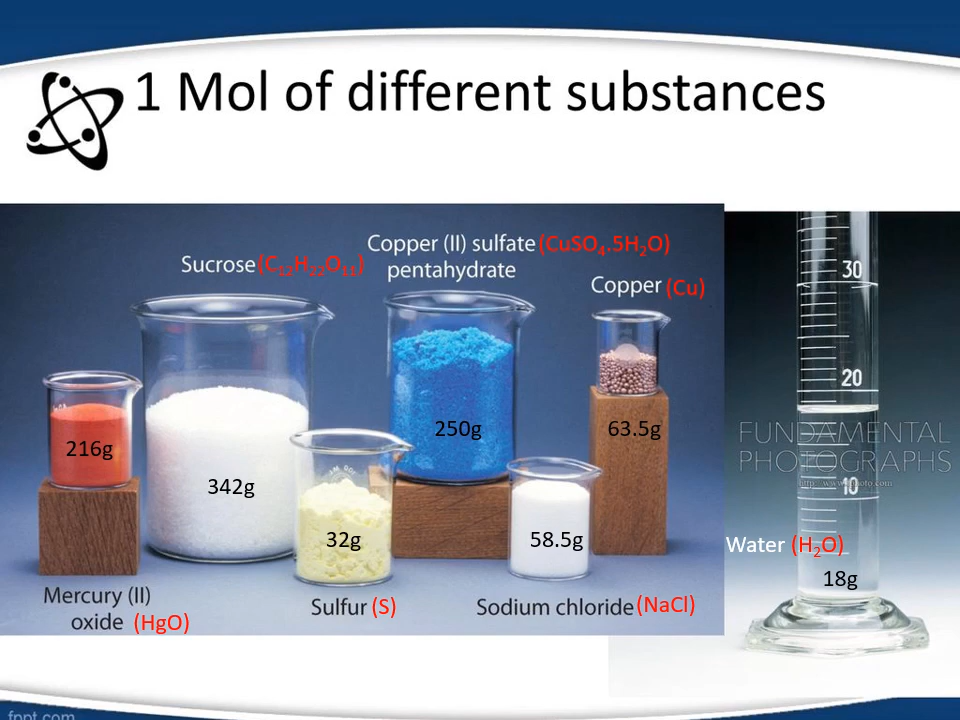 1 Mol of different substances
Copper (II) sulfate (CuSO₄.5H₂O)
pentahydrate
Sucrose (C₁₂H₂₂O₁₁)
Copper (Cu)
30
20
10
216g
342g
250g
63.5g
32g
58.5g
FUNDAMENTAL
PHOTOGRAPHS
Water (H₂O)
18g
Mercury (II)
oxide (HgO)
Sulfur (S)
Sodium chloride (NaCl)
fppt.com